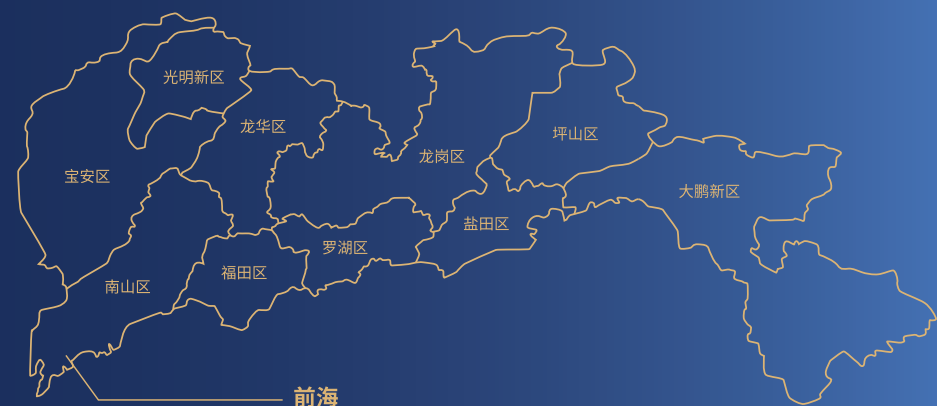 光明新区
龙华区
坪山区
龙岗区
宝安区
大鹏新区
盐田区
罗湖区
福田区
南山区
前海